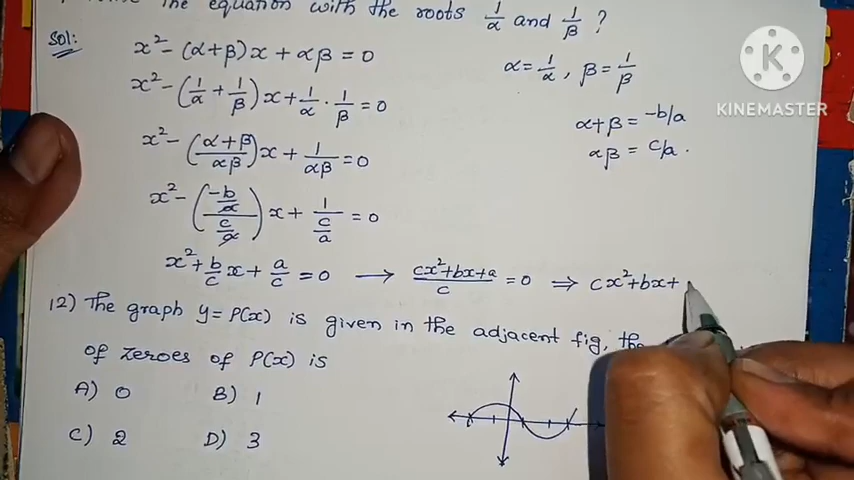 the equation with the roots 1/α and 1/β ?
Sol:
x² - (α+β)x + αβ = 0
α = 1/α , β = 1/β
x² - (1/α + 1/β) x + 1/α · 1/β = 0
α+β = -b/a
x² - (α+β/αβ) x + 1/αβ = 0
αβ = c/a .
x² - (-b/a / c/a) x + 1/(c/a) = 0
x² + b/c x + a/c = 0 → cx²+bx+a/c = 0 ⇒ cx²+bx+
12) The graph y = P(x) is given in the adjacent fig, the
of zeroes of P(x) is
A) 0 B) 1
C) 2 D) 3
K
KINEMASTER